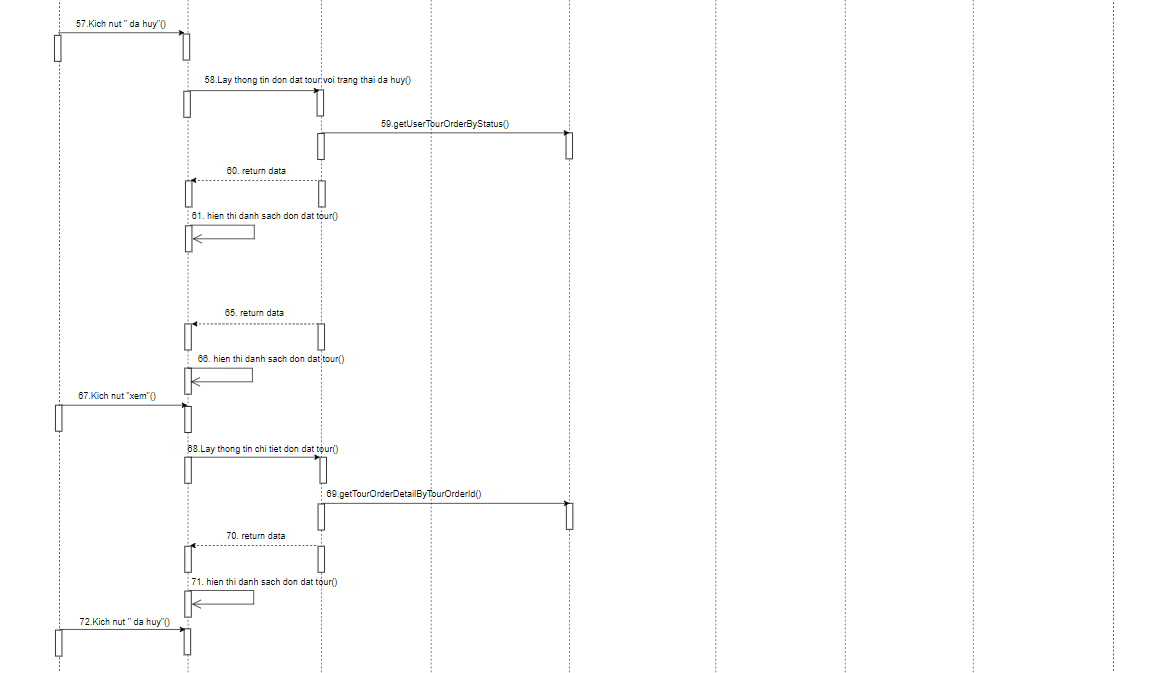 57.Kich nut " da huy"()
58.Lay thong tin don dat tour voi trang thai da huy()
59.getUserTourOrderByStatus()
60. return data
61. hien thi danh sach don dat tour()
65. return data
66. hien thi danh sach don dat tour()
67.Kich nut "xem"()
68.Lay thong tin chi tiet don dat tour()
69.getTourOrderDetailByTourOrderId()
70. return data
71. hien thi danh sach don dat tour()
72.Kich nut " da huy"()